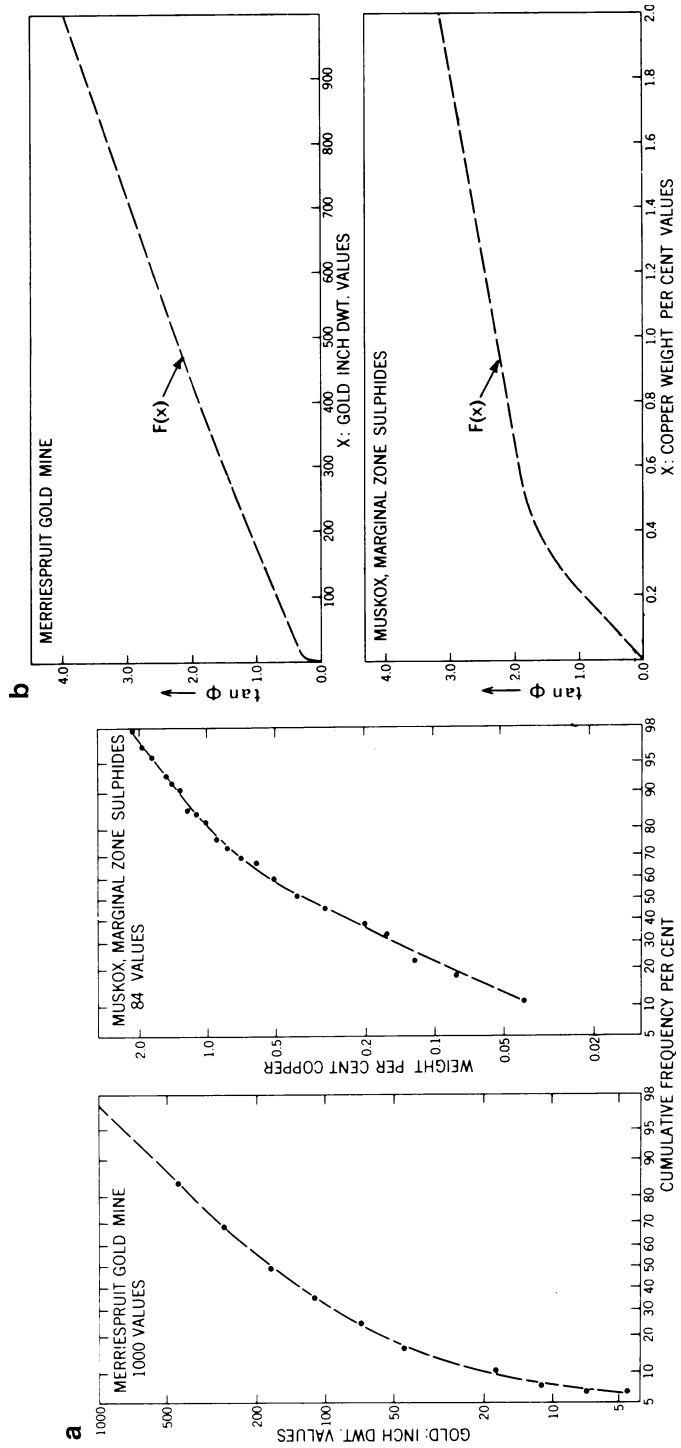 a
MERRIESPRUIT GOLD MINE
1000 VALUES
GOLD: INCH DWT. VALUES
1000
500
200
100
50
20
10
5
5 10 20 30 40 50 60 70 80 90 95 98
MUSKOX, MARGINAL ZONE SULPHIDES
84 VALUES
WEIGHT PER CENT COPPER
2.0
1.0
0.5
0.2
0.1
0.05
0.02
5 10 20 30 40 50 60 70 80 90 95 98
CUMULATIVE FREQUENCY PER CENT
b
MERRIESPRUIT GOLD MINE
tan Φ
4.0
3.0
2.0
1.0
0.0
F(x)
100 200 300 400 500 600 700 800 900
X: GOLD INCH DWT. VALUES
MUSKOX, MARGINAL ZONE SULPHIDES
tan Φ
4.0
3.0
2.0
1.0
0.0
F(x)
0.2 0.4 0.6 0.8 1.0 1.2 1.4 1.6 1.8 2.0
X: COPPER WEIGHT PER CENT VALUES